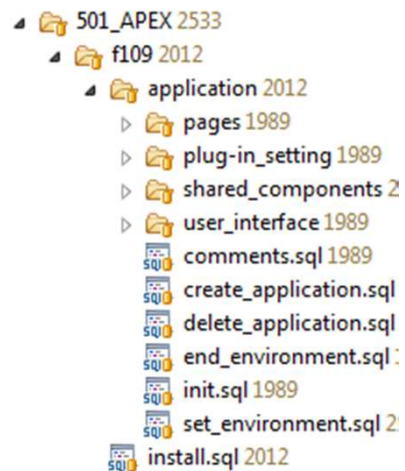 501_APEX 2533
f109 2012
application 2012
pages 1989
plug-in_setting 1989
shared_components
user_interface 1989
comments.sql 1989
create_application.sql
delete_application.sql
end_environment.sql
init.sql 1989
set_environment.sql
install.sql 2012